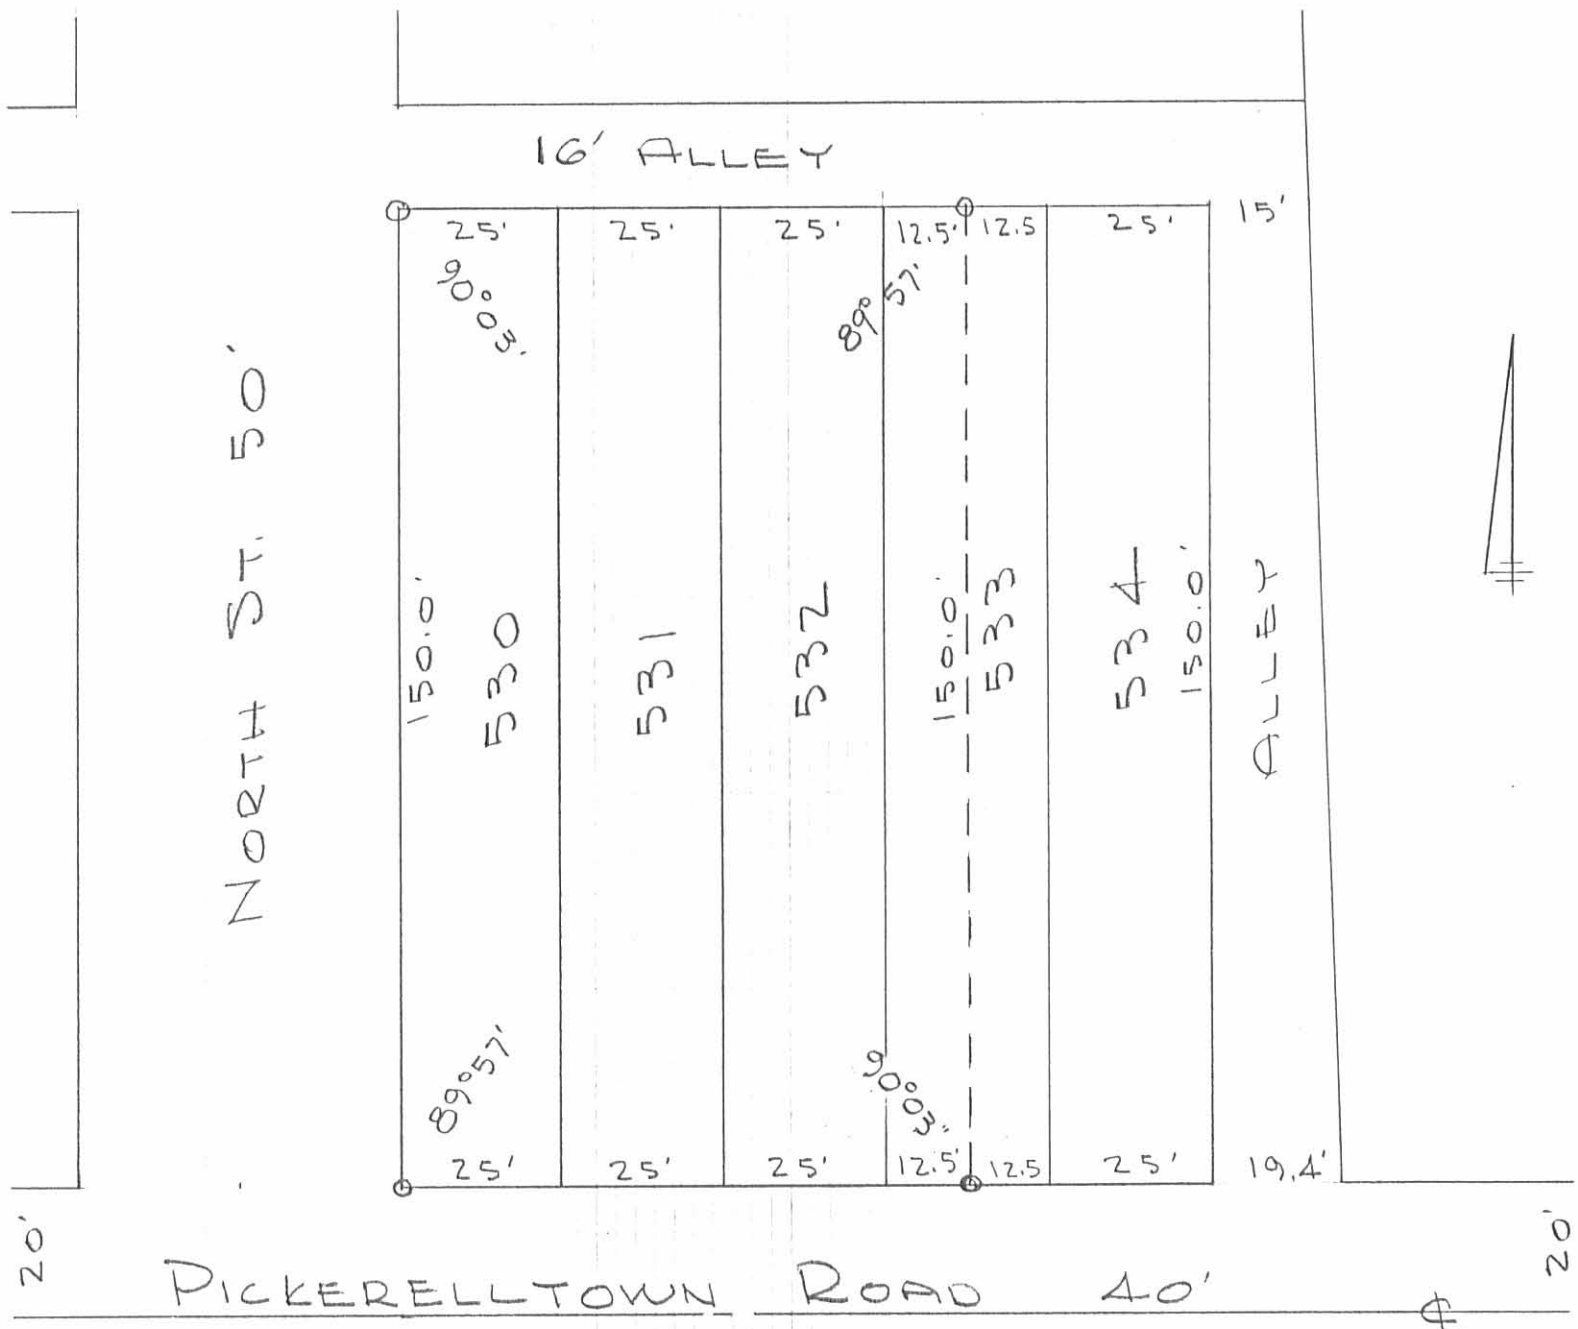 16' ALLEY
25' 25' 25' 12.5' 12.5 25' 15'
90°03' 89°57'
NORTH ST. 50'
150.0' 530 531 532 150.0' 533 534 150.0' ALLEY
89°57' 90°03"
25' 25' 25' 12.5' 12.5 25' 19.4'
20' 20'
PICKERELLTOWN ROAD 40' ℄